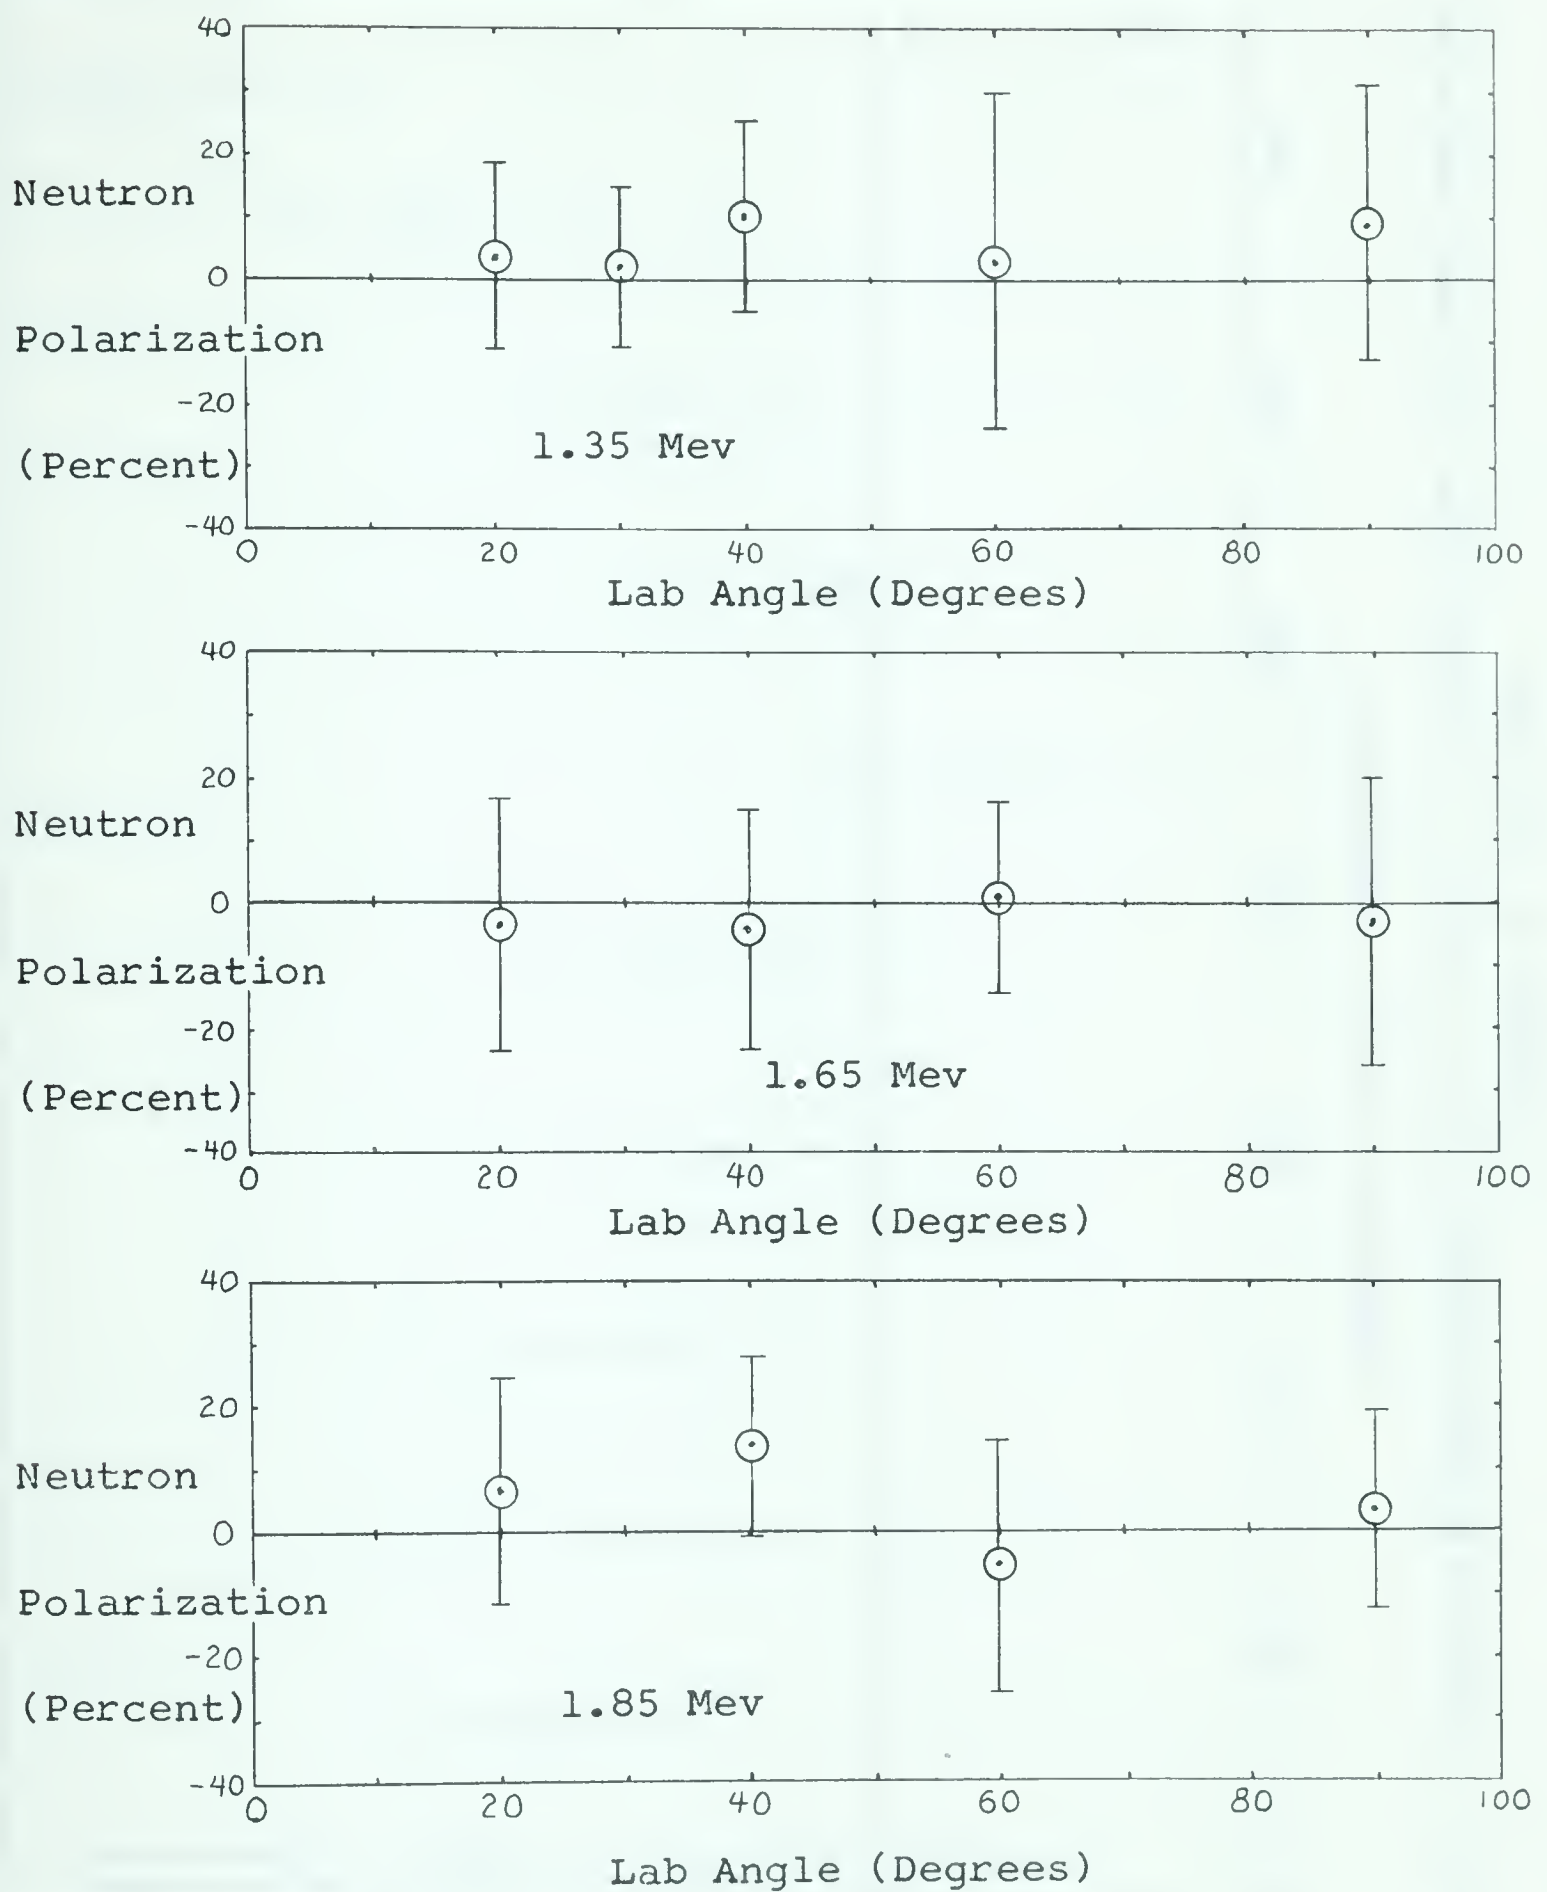 40
20
Neutron
0
Polarization
-20
1.35 Mev
(Percent)
-40
0 20 40 60 80 100
Lab Angle (Degrees)
40
20
Neutron
0
Polarization
-20
1.65 Mev
(Percent)
-40
0 20 40 60 80 100
Lab Angle (Degrees)
40
20
Neutron
0
Polarization
-20
1.85 Mev
(Percent)
-40
0 20 40 60 80 100
Lab Angle (Degrees)